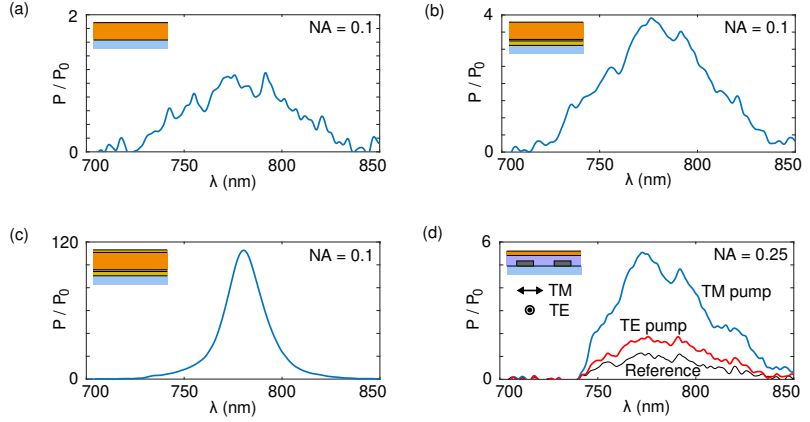 (a)
2
NA = 0.1
P / P0
0
700 750 800 850
λ (nm)
(b)
4
NA = 0.1
P / P0
0
700 750 800 850
λ (nm)
(c)
120
NA = 0.1
P / P0
0
700 750 800 850
λ (nm)
(d)
6
NA = 0.25
TM
TM pump
TE
TE pump
Reference
P / P0
0
700 750 800 850
λ (nm)